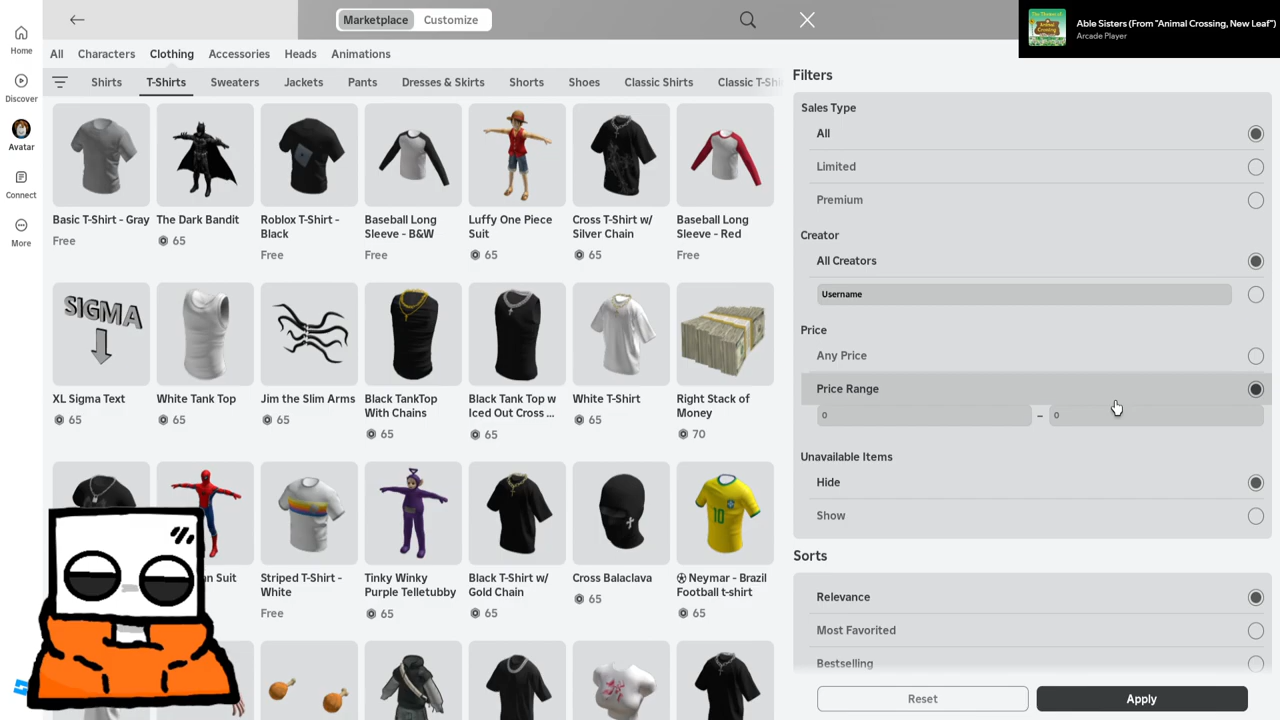 Marketplace
Customize
Able Sisters (From "Animal Crossing, New Leaf")
Arcade Player
Home
Discover
Avatar
Connect
More
All
Characters
Clothing
Accessories
Heads
Animations
Shirts
T-Shirts
Sweaters
Jackets
Pants
Dresses & Skirts
Shorts
Shoes
Classic Shirts
Classic T-Shi
Basic T-Shirt - Gray
Free
The Dark Bandit
65
Roblox T-Shirt -
Black
Free
Baseball Long
Sleeve - B&W
Free
Luffy One Piece
Suit
65
Cross T-Shirt w/
Silver Chain
65
Baseball Long
Sleeve - Red
Free
SIGMA
XL Sigma Text
65
White Tank Top
65
Jim the Slim Arms
65
Black TankTop
With Chains
65
Black Tank Top w
Iced Out Cross ...
65
White T-Shirt
65
Right Stack of
Money
70
an Suit
Striped T-Shirt -
White
Free
Tinky Winky
Purple Telletubby
65
Black T-Shirt w/
Gold Chain
65
Cross Balaclava
65
10
⚽ Neymar - Brazil
Football t-shirt
65
Filters
Sales Type
All
Limited
Premium
Creator
All Creators
Username
Price
Any Price
Price Range
0 – 0
Unavailable Items
Hide
Show
Sorts
Relevance
Most Favorited
Bestselling
Reset
Apply